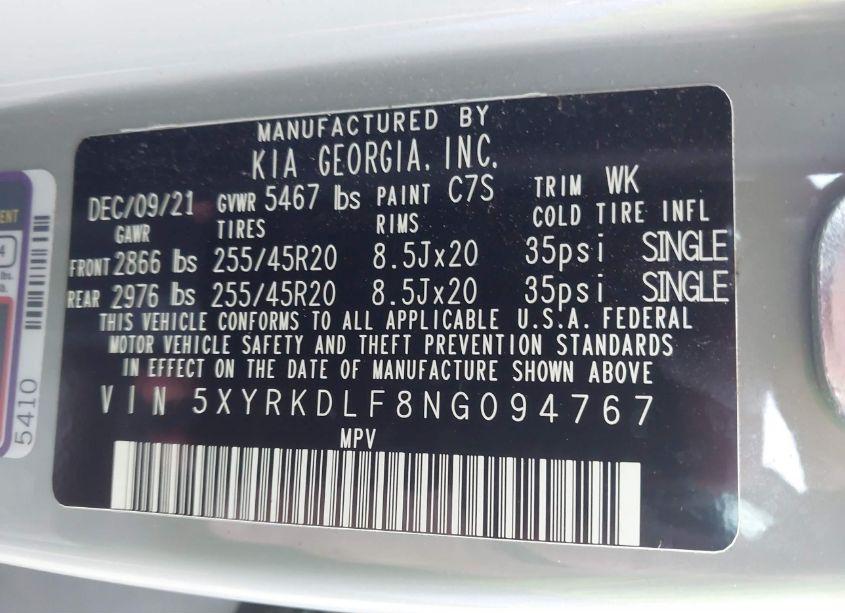 MANUFACTURED BY
KIA GEORGIA, INC.
DEC/09/21 GVWR 5467 lbs PAINT C7S TRIM WK
GAWR TIRES RIMS COLD TIRE INFL
FRONT 2866 lbs 255/45R20 8.5Jx20 35psi SINGLE
REAR 2976 lbs 255/45R20 8.5Jx20 35psi SINGLE
THIS VEHICLE CONFORMS TO ALL APPLICABLE U.S.A. FEDERAL
MOTOR VEHICLE SAFETY AND THEFT PREVENTION STANDARDS
IN EFFECT ON THE DATE OF MANUFACTURE SHOWN ABOVE
VIN 5XYRKDLF8NG094767
MPV
4
5410